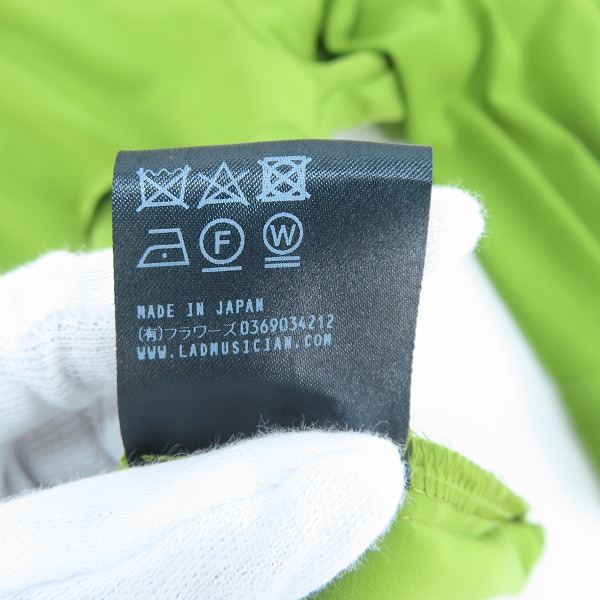 F W
MADE IN JAPAN
(有)フラワーズ0369034212
WWW.LADMUSICIAN.COM